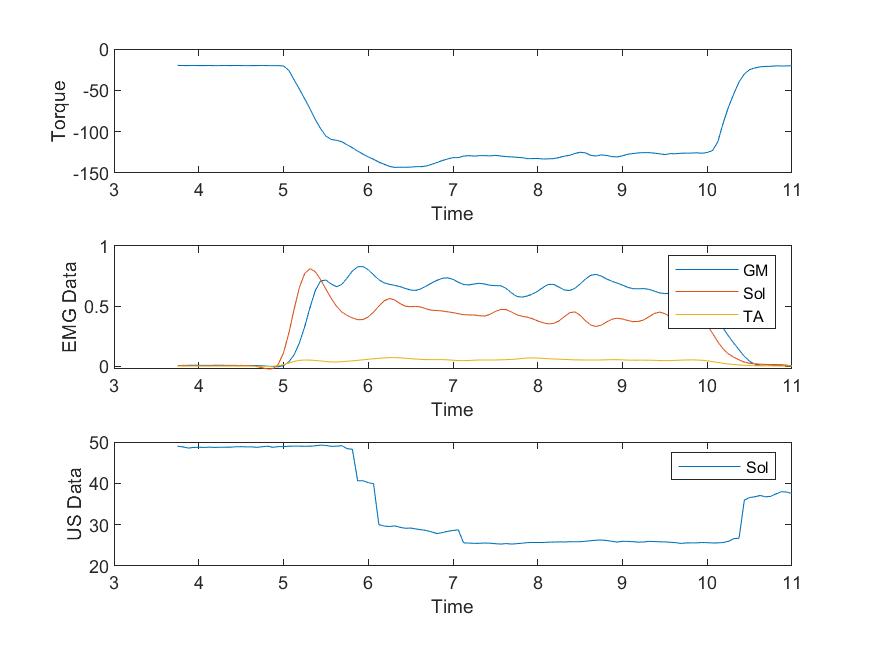 0
-50
-100
-150
Torque
3 4 5 6 7 8 9 10 11
Time
1
0.5
0
EMG Data
GM
Sol
TA
3 4 5 6 7 8 9 10 11
Time
50
40
30
20
US Data
Sol
3 4 5 6 7 8 9 10 11
Time